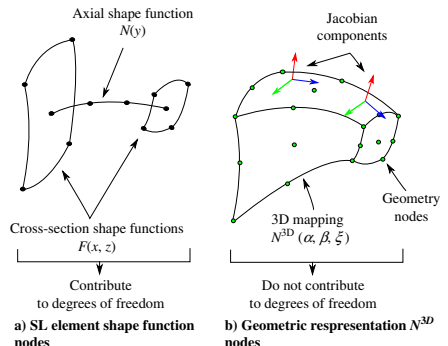 Axial shape function
N(y)
Cross-section shape functions
F(x, z)
Contribute
to degrees of freedom
a) SL element shape function
nodes
Jacobian
components
Geometry
nodes
3D mapping
N^3D (α, β, ξ)
Do not contribute
to degrees of freedom
b) Geometric respresentation N^3D
nodes